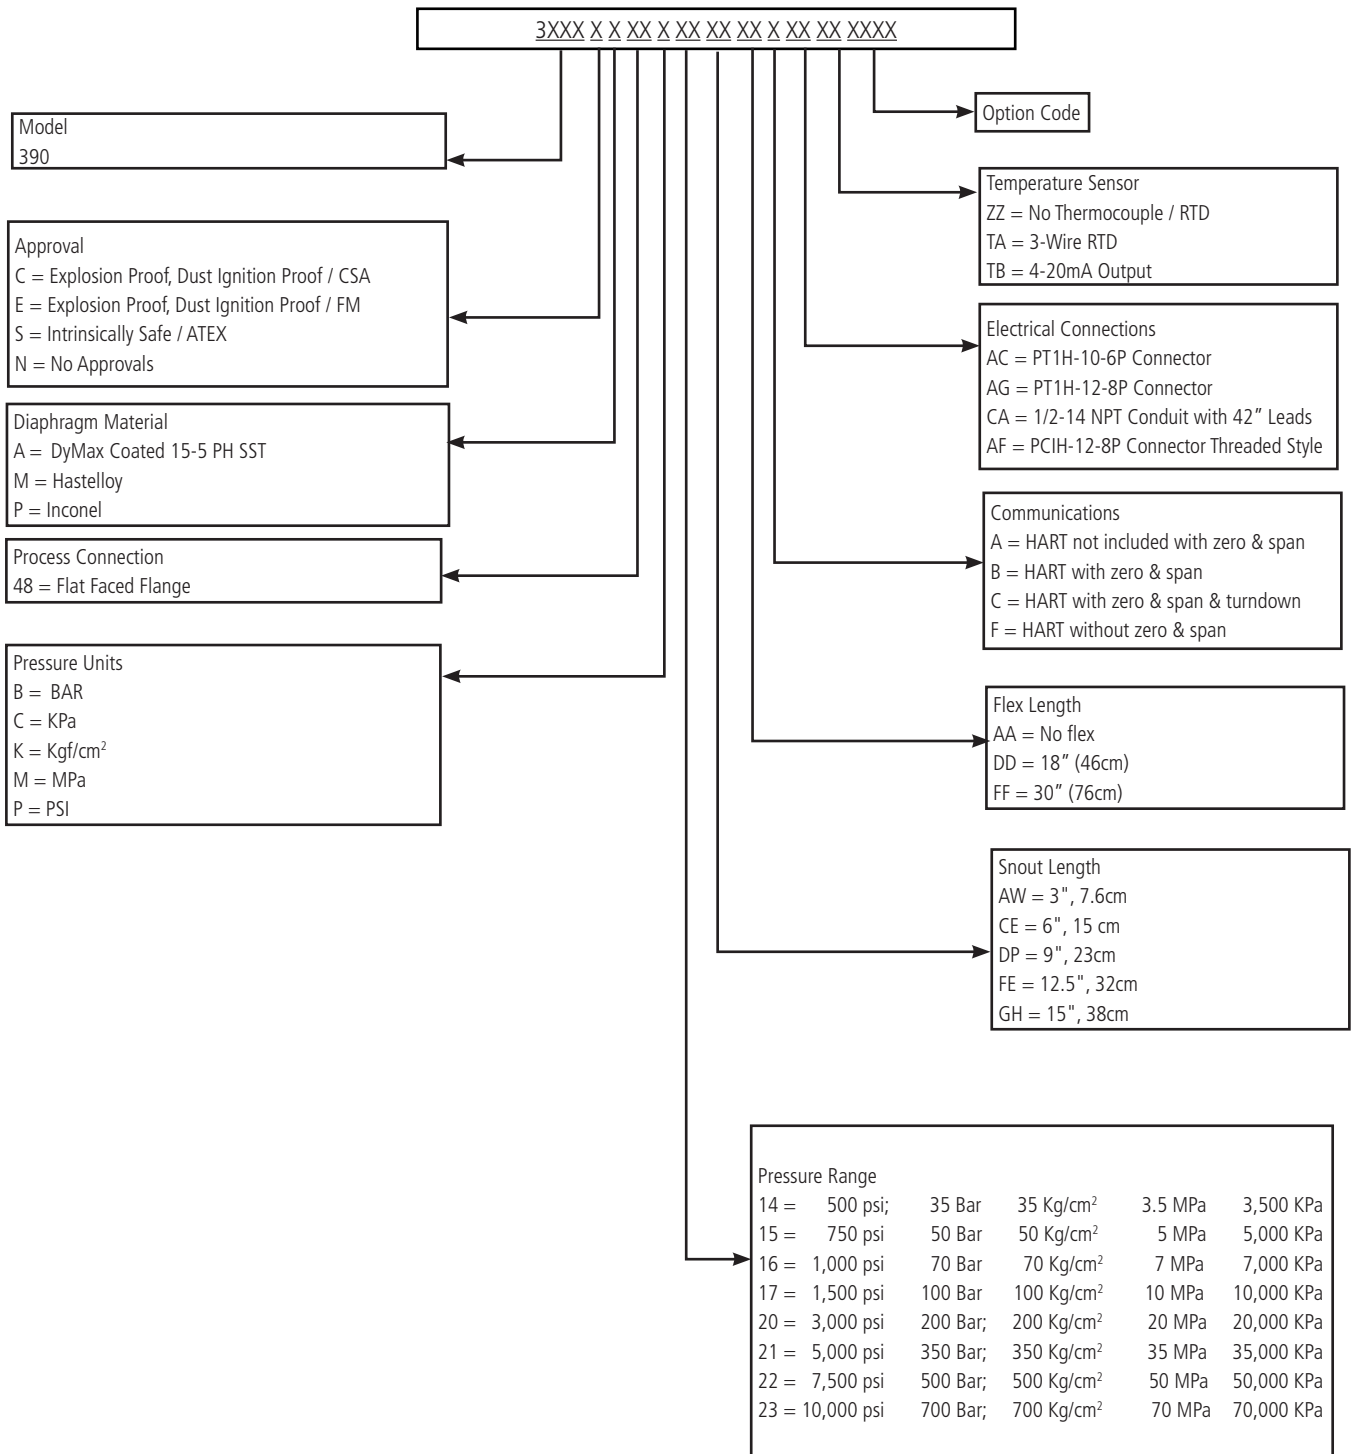 3XXX X X XX X XX XX XX X XX XX XXXX
Model
390
Approval
C = Explosion Proof, Dust Ignition Proof / CSA
E = Explosion Proof, Dust Ignition Proof / FM
S = Intrinsically Safe / ATEX
N = No Approvals
Diaphragm Material
A = DyMax Coated 15-5 PH SST
M = Hastelloy
P = Inconel
Process Connection
48 = Flat Faced Flange
Pressure Units
B = BAR
C = KPa
K = Kgf/cm²
M = MPa
P = PSI
Option Code
Temperature Sensor
ZZ = No Thermocouple / RTD
TA = 3-Wire RTD
TB = 4-20mA Output
Electrical Connections
AC = PT1H-10-6P Connector
AG = PT1H-12-8P Connector
CA = 1/2-14 NPT Conduit with 42″ Leads
AF = PCIH-12-8P Connector Threaded Style
Communications
A = HART not included with zero & span
B = HART with zero & span
C = HART with zero & span & turndown
F = HART without zero & span
Flex Length
AA = No flex
DD = 18″ (46cm)
FF = 30″ (76cm)
Snout Length
AW = 3", 7.6cm
CE = 6", 15 cm
DP = 9", 23cm
FE = 12.5", 32cm
GH = 15", 38cm
Pressure Range
14 = 500 psi; 35 Bar 35 Kg/cm² 3.5 MPa 3,500 KPa
15 = 750 psi 50 Bar 50 Kg/cm² 5 MPa 5,000 KPa
16 = 1,000 psi 70 Bar 70 Kg/cm² 7 MPa 7,000 KPa
17 = 1,500 psi 100 Bar 100 Kg/cm² 10 MPa 10,000 KPa
20 = 3,000 psi 200 Bar; 200 Kg/cm² 20 MPa 20,000 KPa
21 = 5,000 psi 350 Bar; 350 Kg/cm² 35 MPa 35,000 KPa
22 = 7,500 psi 500 Bar; 500 Kg/cm² 50 MPa 50,000 KPa
23 = 10,000 psi 700 Bar; 700 Kg/cm² 70 MPa 70,000 KPa